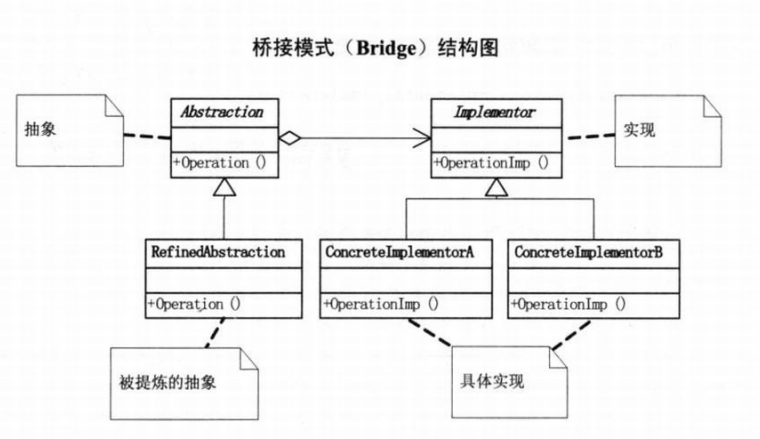 桥接模式（Bridge）结构图
抽象
Abstraction
+Operation ()
Implementor
+OperationImp ()
实现
RefinedAbstraction
+Operation ()
ConcreteImplementorA
+OperationImp ()
ConcreteImplementorB
+OperationImp ()
被提炼的抽象
具体实现